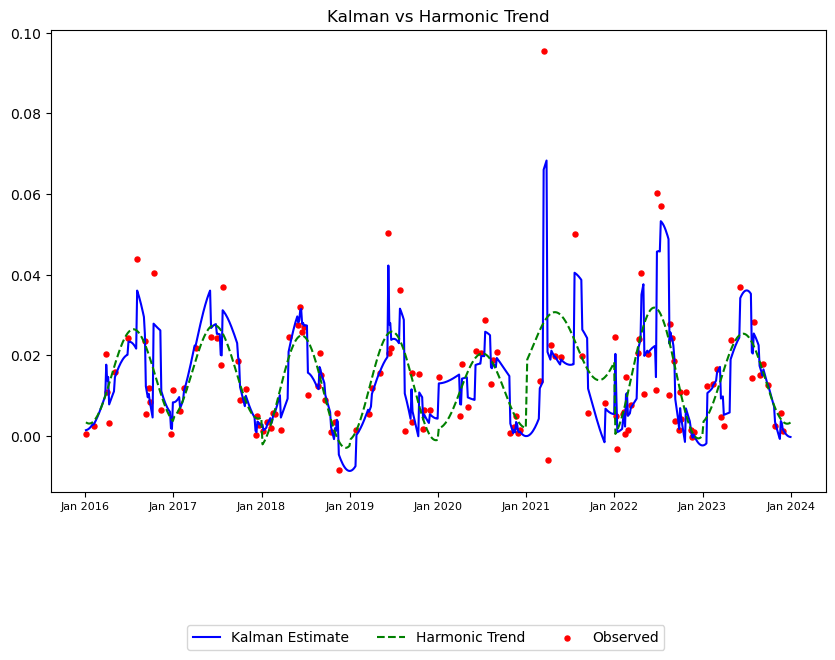 Kalman vs Harmonic Trend
0.10
0.08
0.06
0.04
0.02
0.00
Jan 2016 Jan 2017 Jan 2018 Jan 2019 Jan 2020 Jan 2021 Jan 2022 Jan 2023 Jan 2024
Kalman Estimate Harmonic Trend Observed